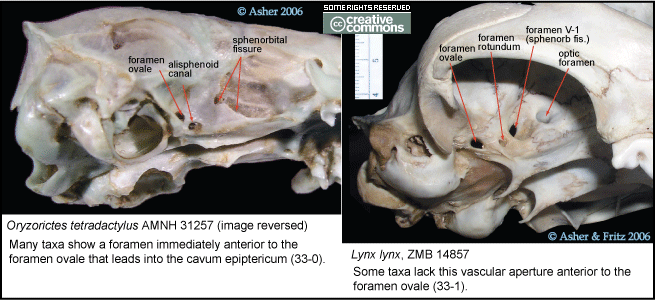 © Asher 2006
SOME RIGHTS RESERVED
cc creative
commons
sphenorbital
fissure
foramen
ovale
alisphenoid
canal
foramen
ovale
foramen
rotundum
foramen V-1
(sphenorb fis.)
optic
foramen
5
4
© Asher & Fritz 2006
Oryzorictes tetradactylus AMNH 31257 (image reversed)
Many taxa show a foramen immediately anterior to the
foramen ovale that leads into the cavum epiptericum (33-0).
Lynx lynx, ZMB 14857
Some taxa lack this vascular aperture anterior to the
foramen ovale (33-1).